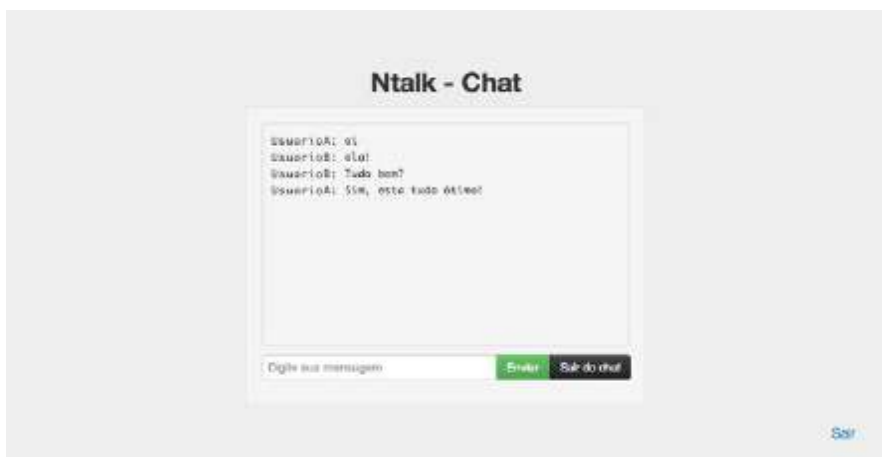 Ntalk - Chat
UsuarioA: oi
UsuarioB: ola!
UsuarioB: Tudo bem?
UsuarioA: Sim, esta tudo ótimo!
Digite sua mensagem
Enviar
Sair do chat
Sair